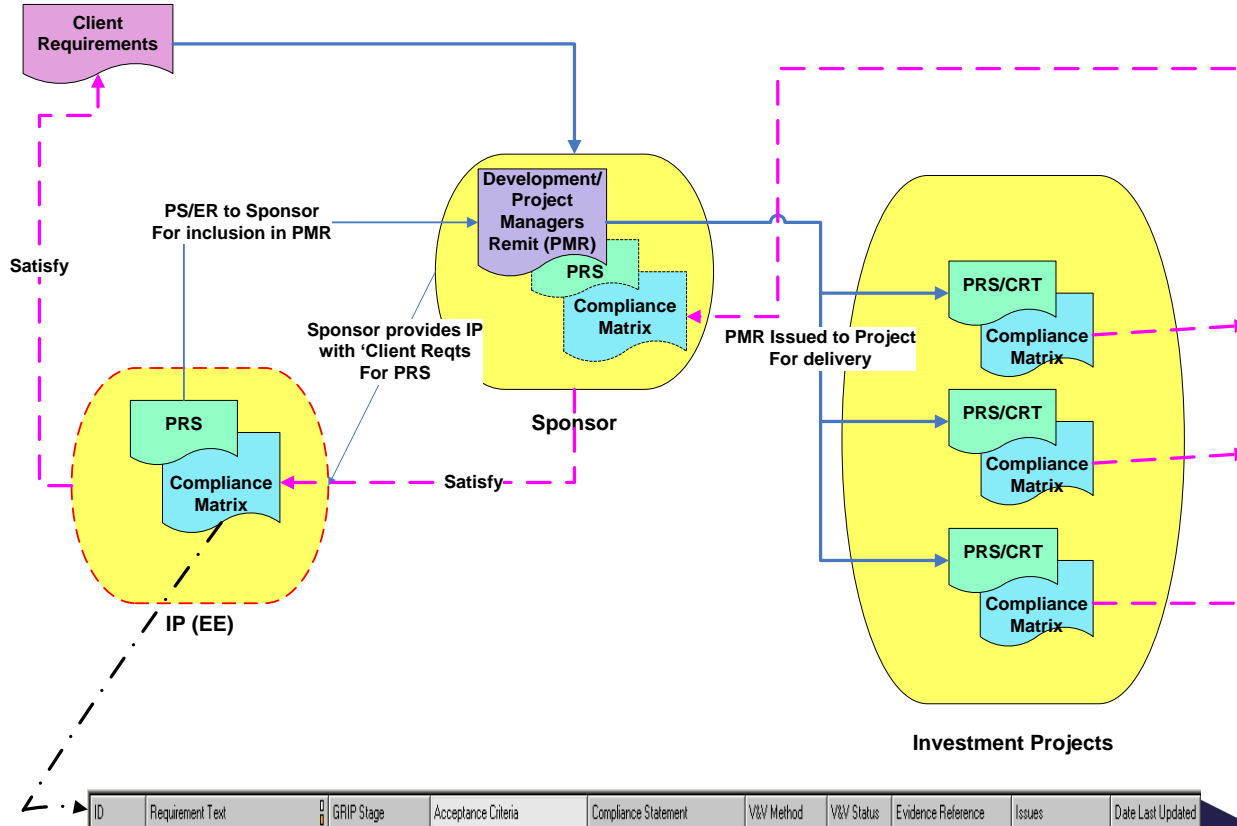 Client
Requirements
Development/
Project
Managers
Remit (PMR)
PRS
Compliance
Matrix
PS/ER to Sponsor
For inclusion in PMR
Satisfy
Sponsor provides IP
with ‘Client Reqts
For PRS
PMR Issued to Project
For delivery
Sponsor
PRS
Compliance
Matrix
Satisfy
IP (EE)
PRS/CRT
Compliance
Matrix
PRS/CRT
Compliance
Matrix
PRS/CRT
Compliance
Matrix
Investment Projects
ID Requirement Text GRIP Stage Acceptance Criteria Compliance Statement V&V Method V&V Status Evidence Reference Issues Date Last Updated